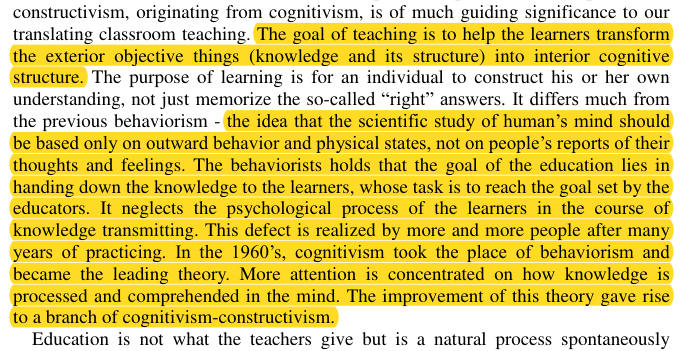 constructivism, originating from cognitivism, is of much guiding significance to our
translating classroom teaching. The goal of teaching is to help the learners transform
the exterior objective things (knowledge and its structure) into interior cognitive
structure. The purpose of learning is for an individual to construct his or her own
understanding, not just memorize the so-called “right” answers. It differs much from
the previous behaviorism - the idea that the scientific study of human’s mind should
be based only on outward behavior and physical states, not on people’s reports of their
thoughts and feelings. The behaviorists holds that the goal of the education lies in
handing down the knowledge to the learners, whose task is to reach the goal set by the
educators. It neglects the psychological process of the learners in the course of
knowledge transmitting. This defect is realized by more and more people after many
years of practicing. In the 1960’s, cognitivism took the place of behaviorism and
became the leading theory. More attention is concentrated on how knowledge is
processed and comprehended in the mind. The improvement of this theory gave rise
to a branch of cognitivism-constructivism.
Education is not what the teachers give but is a natural process spontaneously